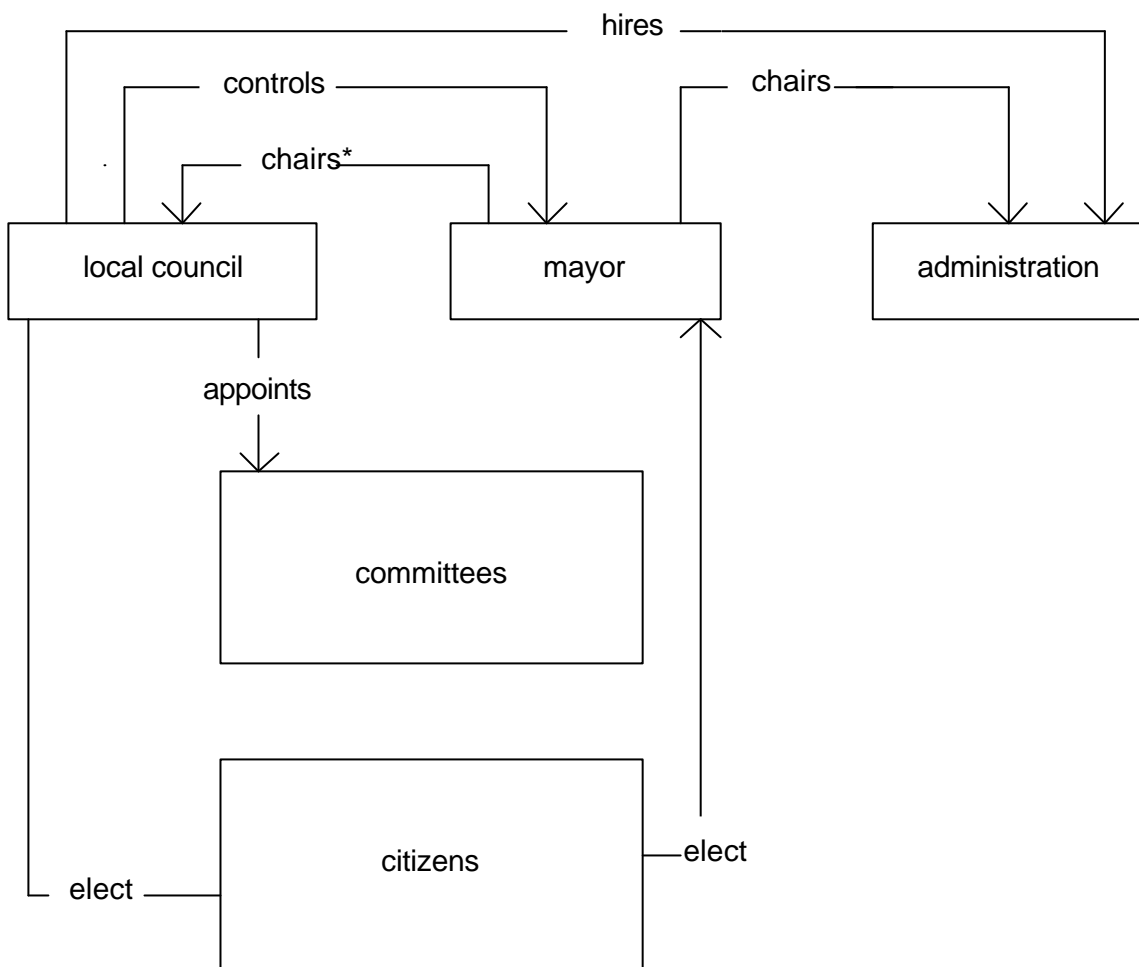 hires
controls
chairs
chairs*
local council
mayor
administration
appoints
committees
citizens
elect
elect